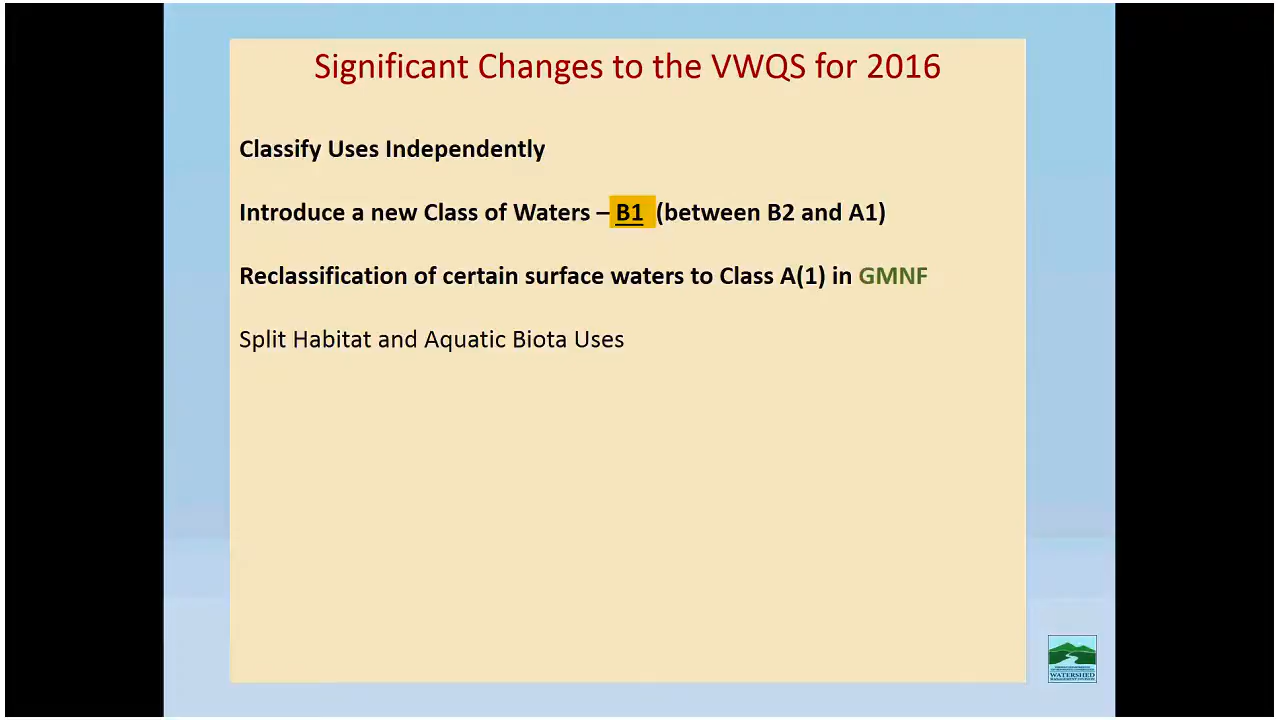 Significant Changes to the VWQS for 2016
Classify Uses Independently
Introduce a new Class of Waters – B1 (between B2 and A1)
Reclassification of certain surface waters to Class A(1) in GMNF
Split Habitat and Aquatic Biota Uses
WATERSHED